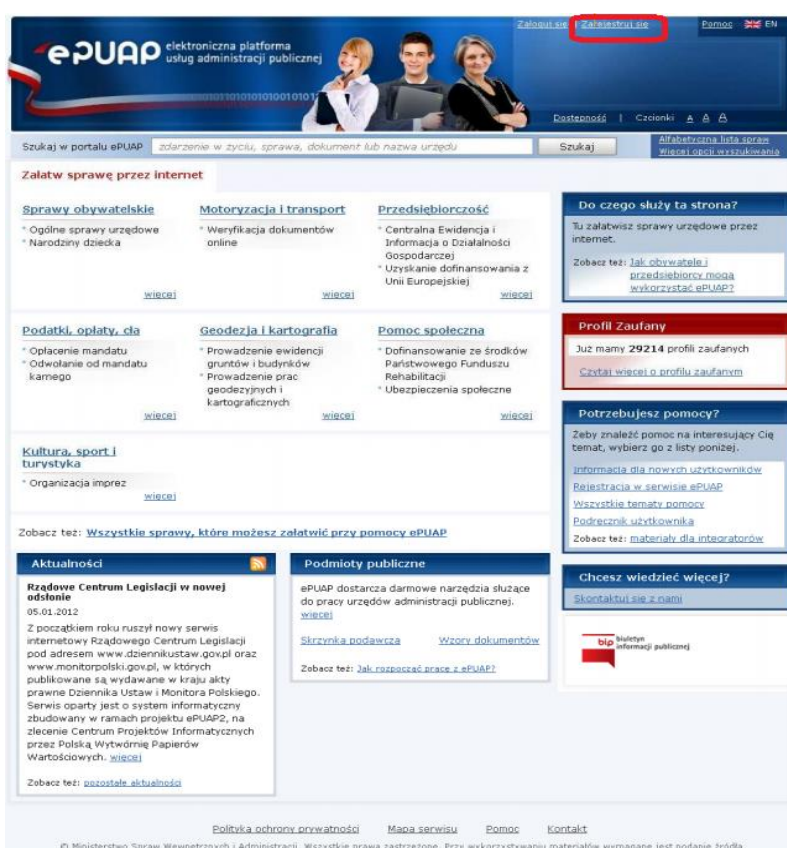 Zaloguj się | Zarejestruj się
Pomoc EN
ePUAP elektroniczna platforma
usług administracji publicznej
Dostępność | Czcionki A A A
Szukaj w portalu ePUAP zdarzenie w życiu, sprawa, dokument lub nazwa urzędu Szukaj
Alfabetyczna lista spraw
Więcej opcji wyszukiwania
Załatw sprawę przez internet
Sprawy obywatelskie
Ogólne sprawy urzędowe
Narodziny dziecka
więcej
Motoryzacja i transport
Weryfikacja dokumentów
online
więcej
Przedsiębiorczość
Centralna Ewidencja i
Informacja o Działalności
Gospodarczej
Uzyskanie dofinansowania z
Unii Europejskiej
więcej
Podatki, opłaty, cła
Opłacenie mandatu
Odwołanie od mandatu
karnego
więcej
Geodezja i kartografia
Prowadzenie ewidencji
gruntów i budynków
Prowadzenie prac
geodezyjnych i
kartograficznych
więcej
Pomoc społeczna
Dofinansowanie ze środków
Państwowego Funduszu
Rehabilitacji
Ubezpieczenia społeczne
więcej
Kultura, sport i
turystyka
Organizacja imprez
więcej
Zobacz też: Wszystkie sprawy, które możesz załatwić przy pomocy ePUAP
Aktualności
Rządowe Centrum Legislacji w nowej
odsłonie
05.01.2012
Z początkiem roku ruszył nowy serwis
internetowy Rządowego Centrum Legislacji
pod adresem www.dziennikustaw.gov.pl oraz
www.monitorpolski.gov.pl, w których
publikowane są wydawane w kraju akty
prawne Dziennika Ustaw i Monitora Polskiego.
Serwis oparty jest o system informatyczny
zbudowany w ramach projektu ePUAP2, na
zlecenie Centrum Projektów Informatycznych
przez Polską Wytwórnię Papierów
Wartościowych. więcej
Zobacz też: pozostałe aktualności
Podmioty publiczne
ePUAP dostarcza darmowe narzędzia służące
do pracy urzędów administracji publicznej.
więcej
Skrzynka podawcza Wzory dokumentów
Zobacz też: Jak rozpocząć pracę z ePUAP?
Do czego służy ta strona?
Tu załatwisz sprawy urzędowe przez
internet.
Zobacz też: Jak obywatele i
przedsiębiorcy mogą
wykorzystać ePUAP?
Profil Zaufany
Już mamy 29214 profili zaufanych
Czytaj więcej o profilu zaufanym
Potrzebujesz pomocy?
Żeby znaleźć pomoc na interesujący Cię
temat, wybierz go z listy poniżej.
Informacja dla nowych użytkowników
Rejestracja w serwisie ePUAP
Wszystkie tematy pomocy
Podręcznik użytkownika
Zobacz też: materiały dla integratorów
Chcesz wiedzieć więcej?
Skontaktuj się z nami
bip biuletyn
informacji publicznej
Polityka ochrony prywatności Mapa serwisu Pomoc Kontakt
© Ministerstwo Spraw Wewnętrznych i Administracji. Wszystkie prawa zastrzeżone. Przy wykorzystywaniu materiałów wymagane jest podanie źródła.